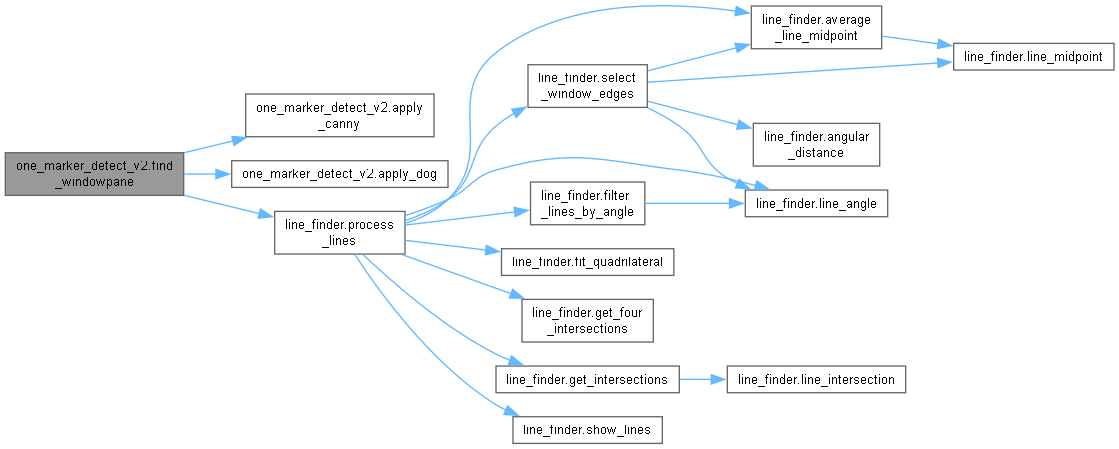 one_marker_detect_v2.find
_windowpane
one_marker_detect_v2.apply
_canny
one_marker_detect_v2.apply_dog
line_finder.process
_lines
line_finder.average
_line_midpoint
line_finder.line_midpoint
line_finder.select
_window_edges
line_finder.angular
_distance
line_finder.filter
_lines_by_angle
line_finder.line_angle
line_finder.fit_quadrilateral
line_finder.get_four
_intersections
line_finder.get_intersections
line_finder.line_intersection
line_finder.show_lines